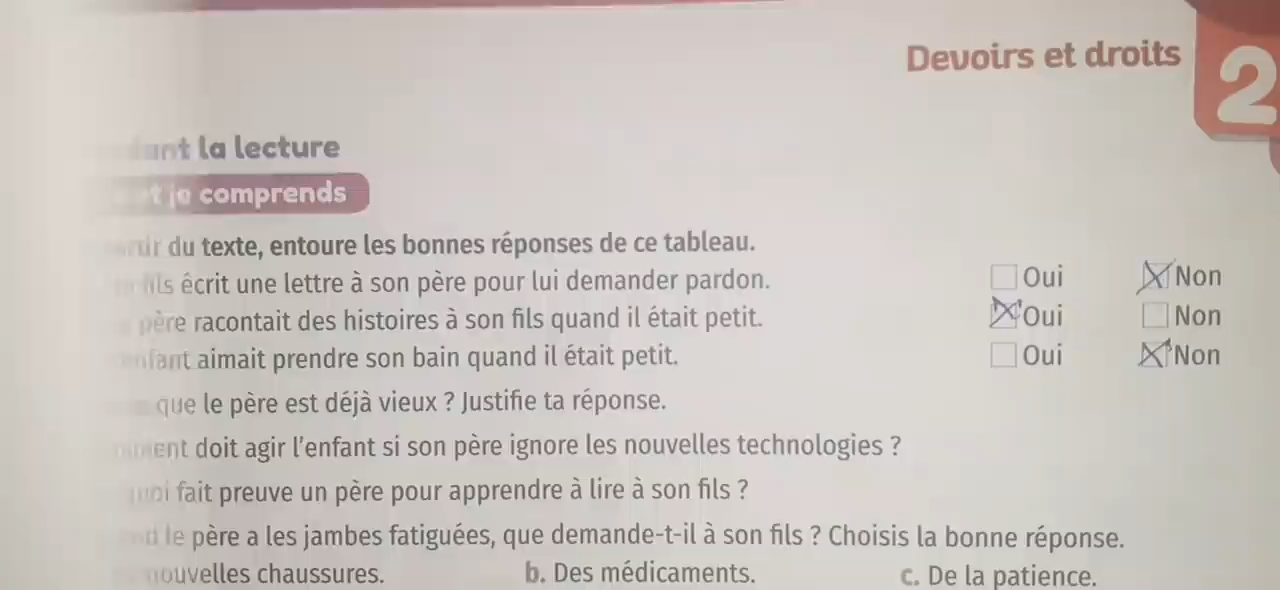 Devoirs et droits
2
la lecture
je comprends
du texte, entoure les bonnes réponses de ce tableau.
fils écrit une lettre à son père pour lui demander pardon. Oui Non
père racontait des histoires à son fils quand il était petit. Oui Non
enfant aimait prendre son bain quand il était petit. Oui Non
que le père est déjà vieux ? Justifie ta réponse.
doit agir l'enfant si son père ignore les nouvelles technologies ?
fait preuve un père pour apprendre à lire à son fils ?
le père a les jambes fatiguées, que demande-t-il à son fils ? Choisis la bonne réponse.
nouvelles chaussures. b. Des médicaments. c. De la patience.